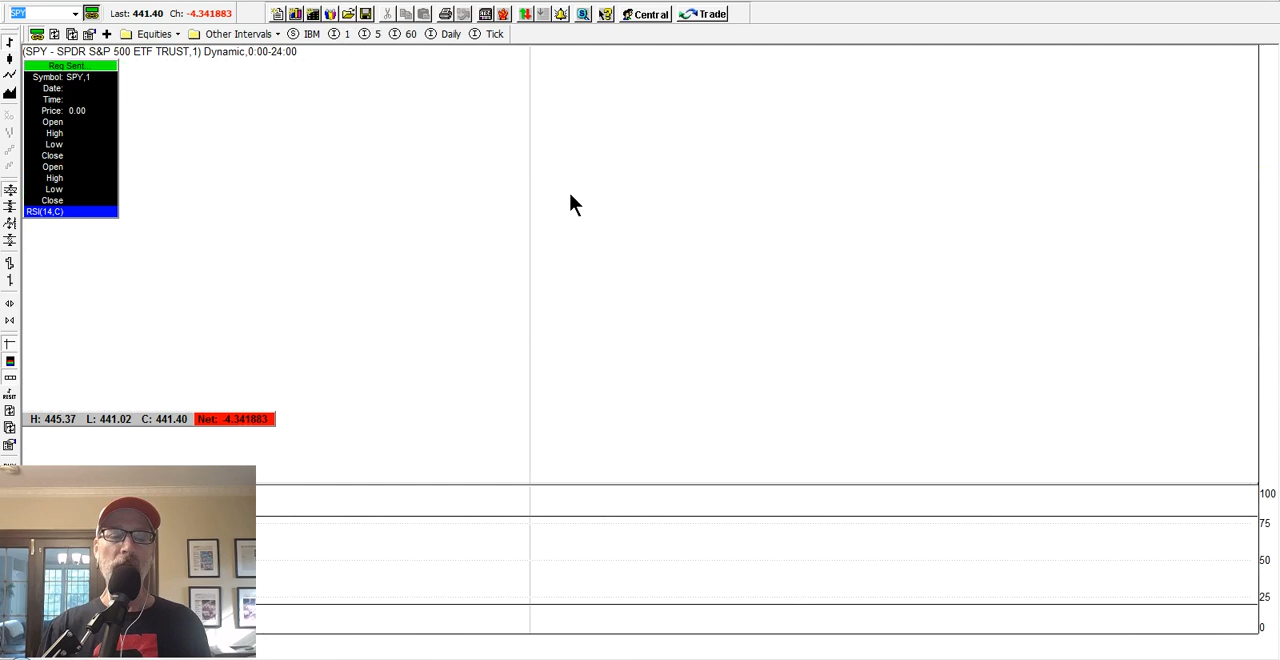 SPY Last: 441.40 Ch: -4.341883 Central Trade
Equities Other Intervals IBM 1 5 60 Daily Tick
(SPY - SPDR S&P 500 ETF TRUST,1) Dynamic,0:00-24:00
Req Sent...
Symbol: SPY,1
Date:
Time:
Price: 0.00
Open
High
Low
Close
Open
High
Low
Close
RSI(14,C)
RESET
H: 445.37 L: 441.02 C: 441.40 Net: -4.341883
100
75
50
25
0